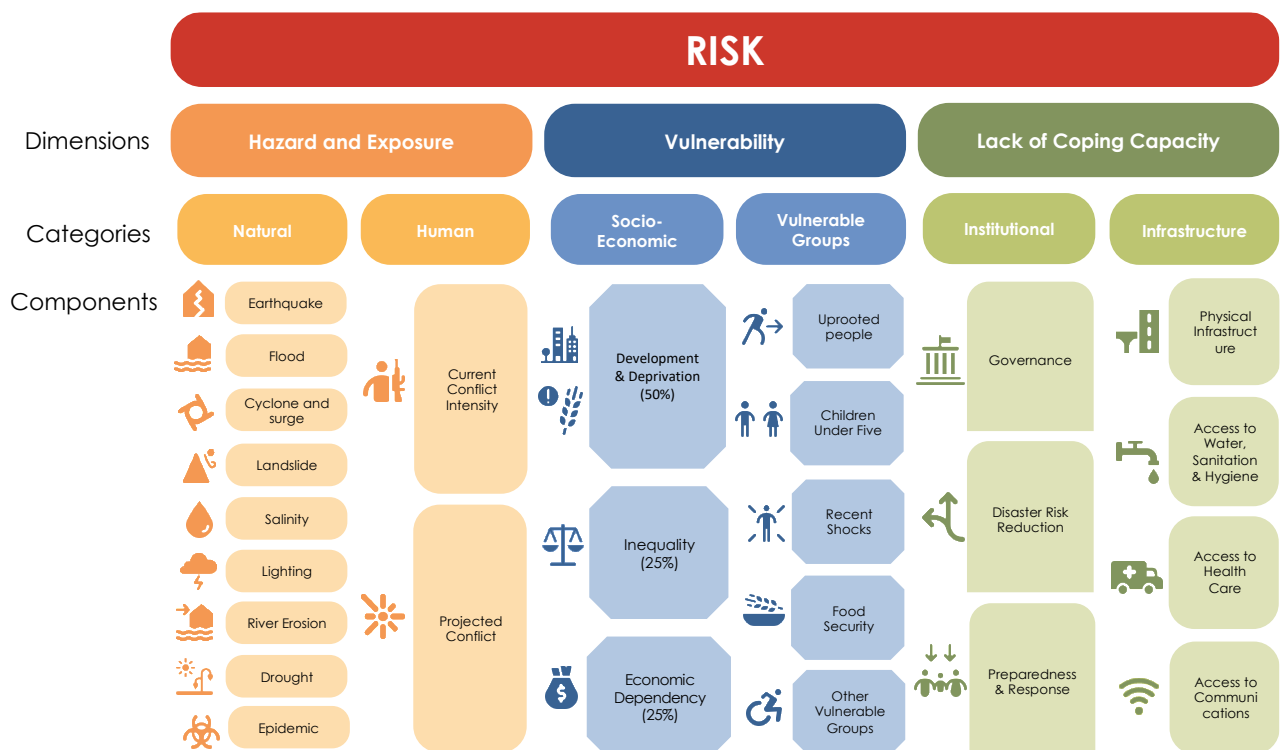 RISK
Dimensions
Hazard and Exposure
Vulnerability
Lack of Coping Capacity
Categories
Natural
Human
Socio-
Economic
Vulnerable
Groups
Institutional
Infrastructure
Components
Earthquake
Flood
Cyclone and
surge
Landslide
Salinity
Lighting
River Erosion
Drought
Epidemic
Current
Conflict
Intensity
Projected
Conflict
Development
& Deprivation
(50%)
Inequality
(25%)
Economic
Dependency
(25%)
Uprooted
people
Children
Under Five
Recent
Shocks
Food
Security
Other
Vulnerable
Groups
Governance
Disaster Risk
Reduction
Preparedness
& Response
Physical
Infrastruct
ure
Access to
Water,
Sanitation
& Hygiene
Access to
Health
Care
Access to
Communi
cations